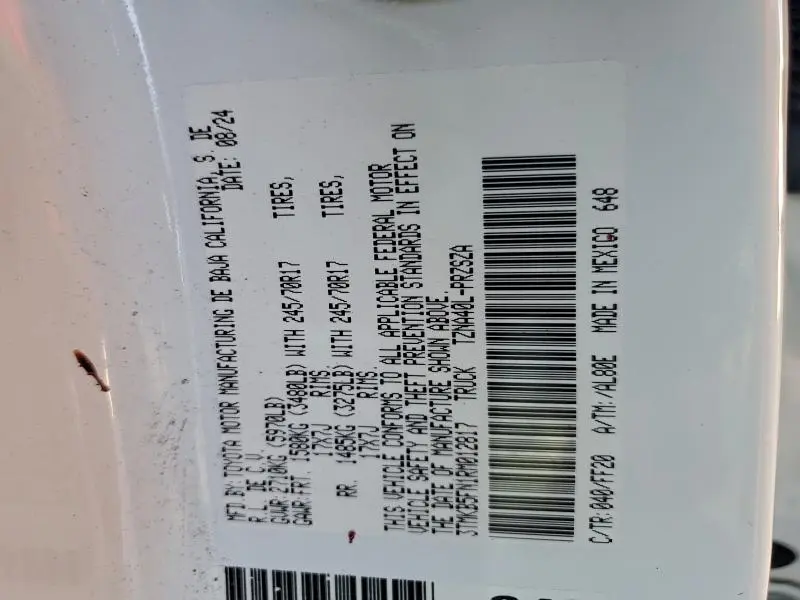 MFD BY: TOYOTA MOTOR MANUFACTURING DE BAJA CALIFORNIA, S. DE
R.L. DE C.V. DATE: 08/24
GVWR: 2710KG (5970LB)
GAWR: FRT. 1580KG (3480LB) WITH 245/70R17 TIRES,
17X7J RIMS.
RR. 1485KG (3275LB) WITH 245/70R17 TIRES,
17X7J RIMS.
THIS VEHICLE CONFORMS TO ALL APPLICABLE FEDERAL MOTOR
VEHICLE SAFETY AND THEFT PREVENTION STANDARDS IN EFFECT ON
THE DATE OF MANUFACTURE SHOWN ABOVE.
3TMKB5FN1RM012817 TRUCK TZNA48L-PRZSZA
C/TR: 040/FF20 A/TM: /AL80E MADE IN MEXICO 648